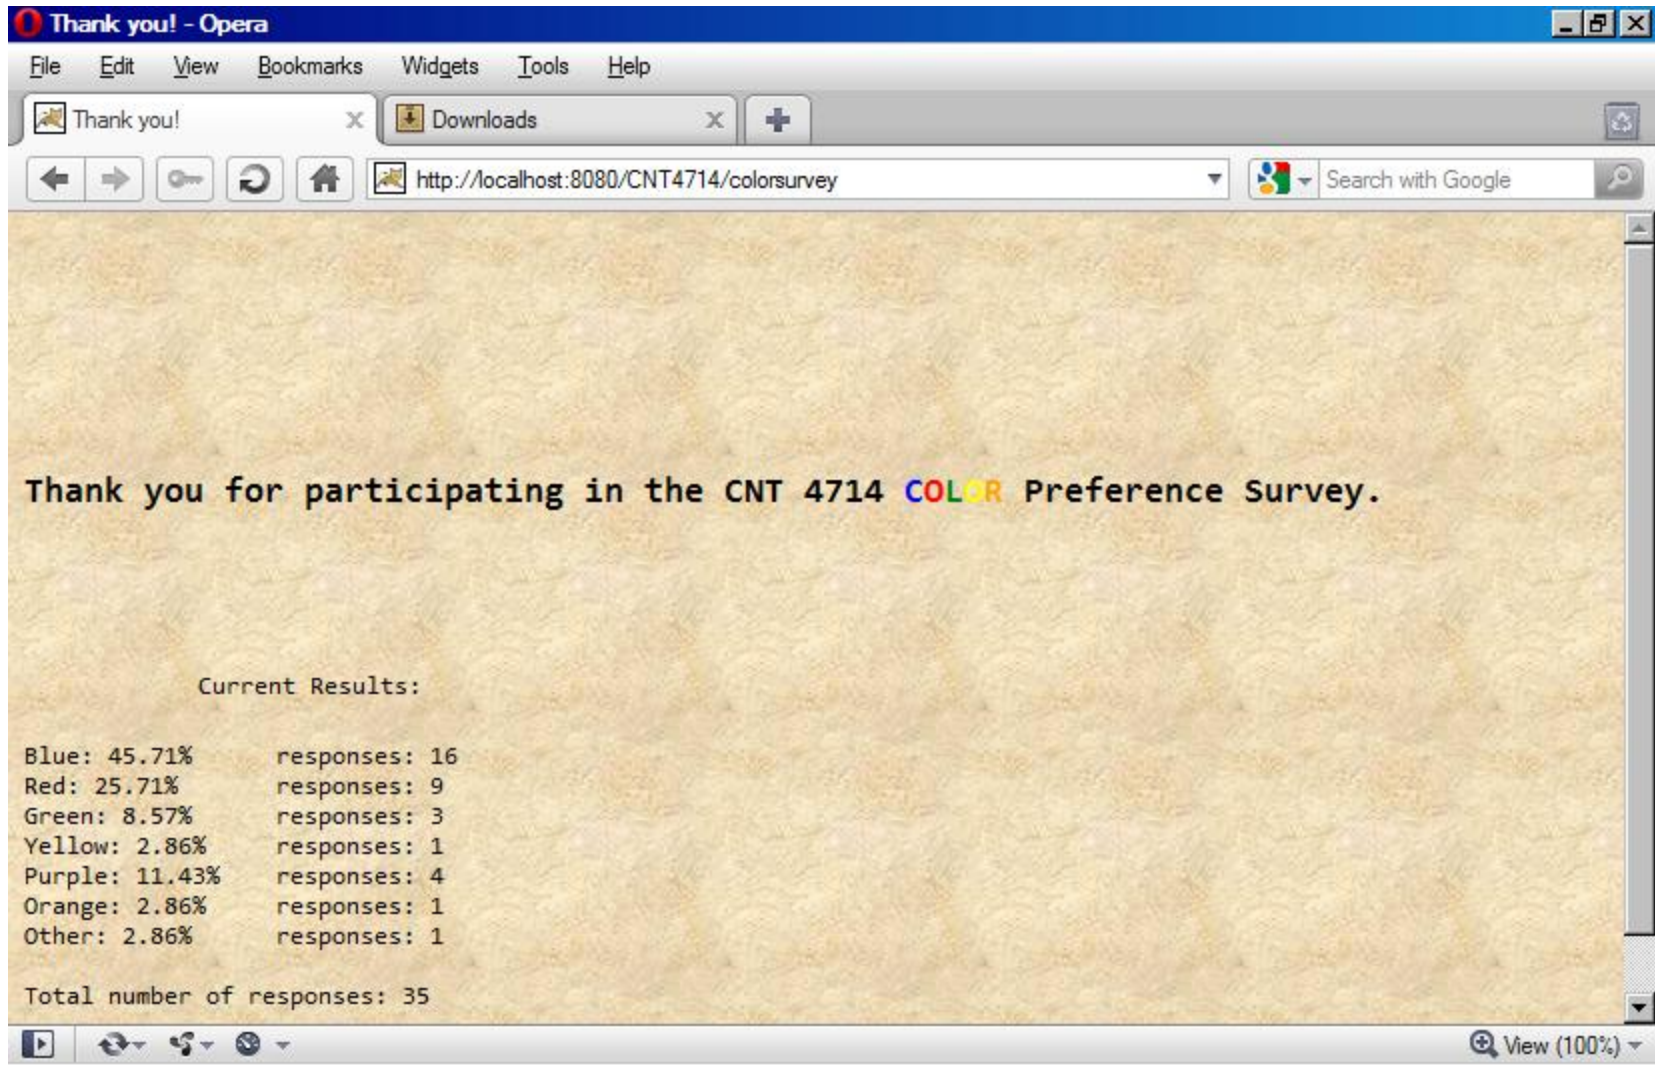 Thank you! - Opera
File Edit View Bookmarks Widgets Tools Help
Thank you! Downloads
http://localhost:8080/CNT4714/colorsurvey Search with Google
Thank you for participating in the CNT 4714 COLOR Preference Survey.
Current Results:
Blue: 45.71% responses: 16
Red: 25.71% responses: 9
Green: 8.57% responses: 3
Yellow: 2.86% responses: 1
Purple: 11.43% responses: 4
Orange: 2.86% responses: 1
Other: 2.86% responses: 1
Total number of responses: 35
View (100%)